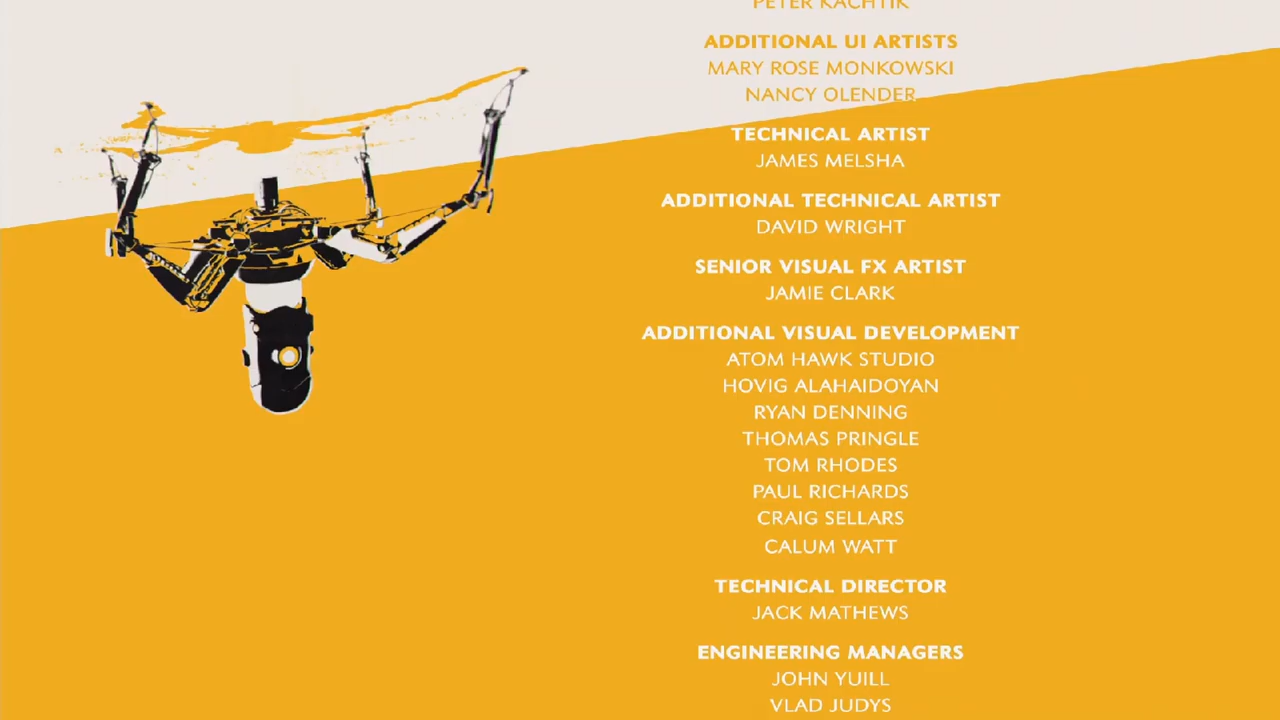 PETER KACHTIK
ADDITIONAL UI ARTISTS
MARY ROSE MONKOWSKI
NANCY OLENDER
TECHNICAL ARTIST
JAMES MELSHA
ADDITIONAL TECHNICAL ARTIST
DAVID WRIGHT
SENIOR VISUAL FX ARTIST
JAMIE CLARK
ADDITIONAL VISUAL DEVELOPMENT
ATOM HAWK STUDIO
HOVIG ALAHAIDOYAN
RYAN DENNING
THOMAS PRINGLE
TOM RHODES
PAUL RICHARDS
CRAIG SELLARS
CALUM WATT
TECHNICAL DIRECTOR
JACK MATHEWS
ENGINEERING MANAGERS
JOHN YUILL
VLAD JUDYS